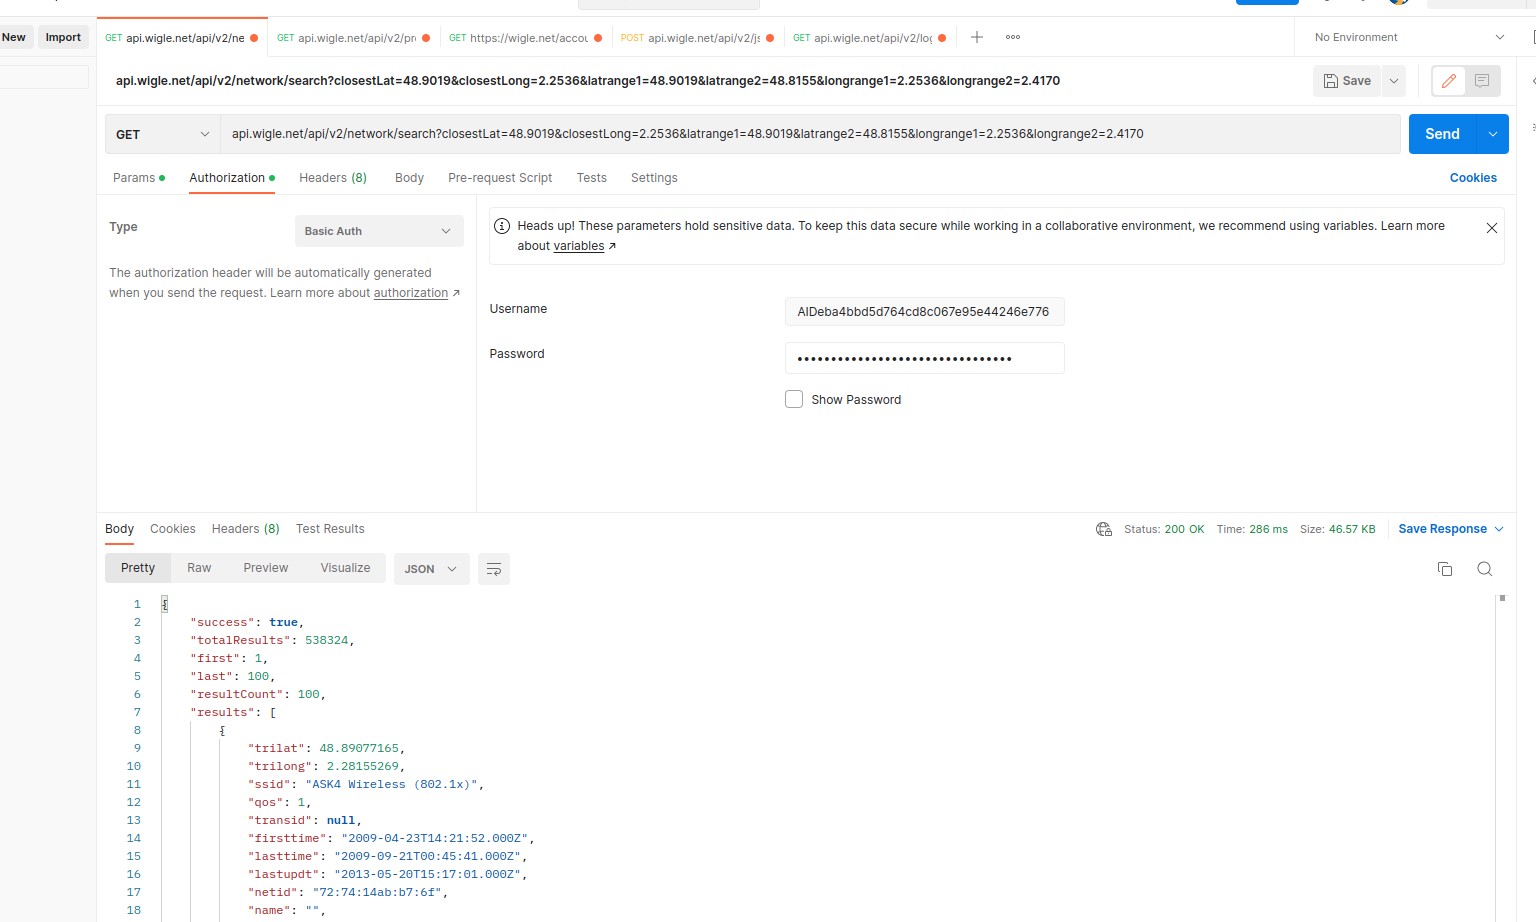 New Import GET api.wigle.net/api/v2/ne GET api.wigle.net/api/v2/pr GET https://wigle.net/accou POST api.wigle.net/api/v2/js GET api.wigle.net/api/v2/log No Environment
api.wigle.net/api/v2/network/search?closestLat=48.9019&closestLong=2.2536&latrange1=48.9019&latrange2=48.8155&longrange1=2.2536&longrange2=2.4170 Save
GET api.wigle.net/api/v2/network/search?closestLat=48.9019&closestLong=2.2536&latrange1=48.9019&latrange2=48.8155&longrange1=2.2536&longrange2=2.4170 Send
Params Authorization Headers (8) Body Pre-request Script Tests Settings Cookies
Type Basic Auth
The authorization header will be automatically generated
when you send the request. Learn more about authorization ↗
Heads up! These parameters hold sensitive data. To keep this data secure while working in a collaborative environment, we recommend using variables. Learn more
about variables ↗
Username AIDeba4bbd5d764cd8c067e95e44246e776
Password ••••••••••••••••••••••••••••••••
Show Password
Body Cookies Headers (8) Test Results Status: 200 OK Time: 286 ms Size: 46.57 KB Save Response
Pretty Raw Preview Visualize JSON
1 {
2 "success": true,
3 "totalResults": 538324,
4 "first": 1,
5 "last": 100,
6 "resultCount": 100,
7 "results": [
8 {
9 "trilat": 48.89077165,
10 "trilong": 2.28155269,
11 "ssid": "ASK4 Wireless (802.1x)",
12 "qos": 1,
13 "transid": null,
14 "firsttime": "2009-04-23T14:21:52.000Z",
15 "lasttime": "2009-09-21T00:45:41.000Z",
16 "lastupdt": "2013-05-20T15:17:01.000Z",
17 "netid": "72:74:14ab:b7:6f",
18 "name": "",